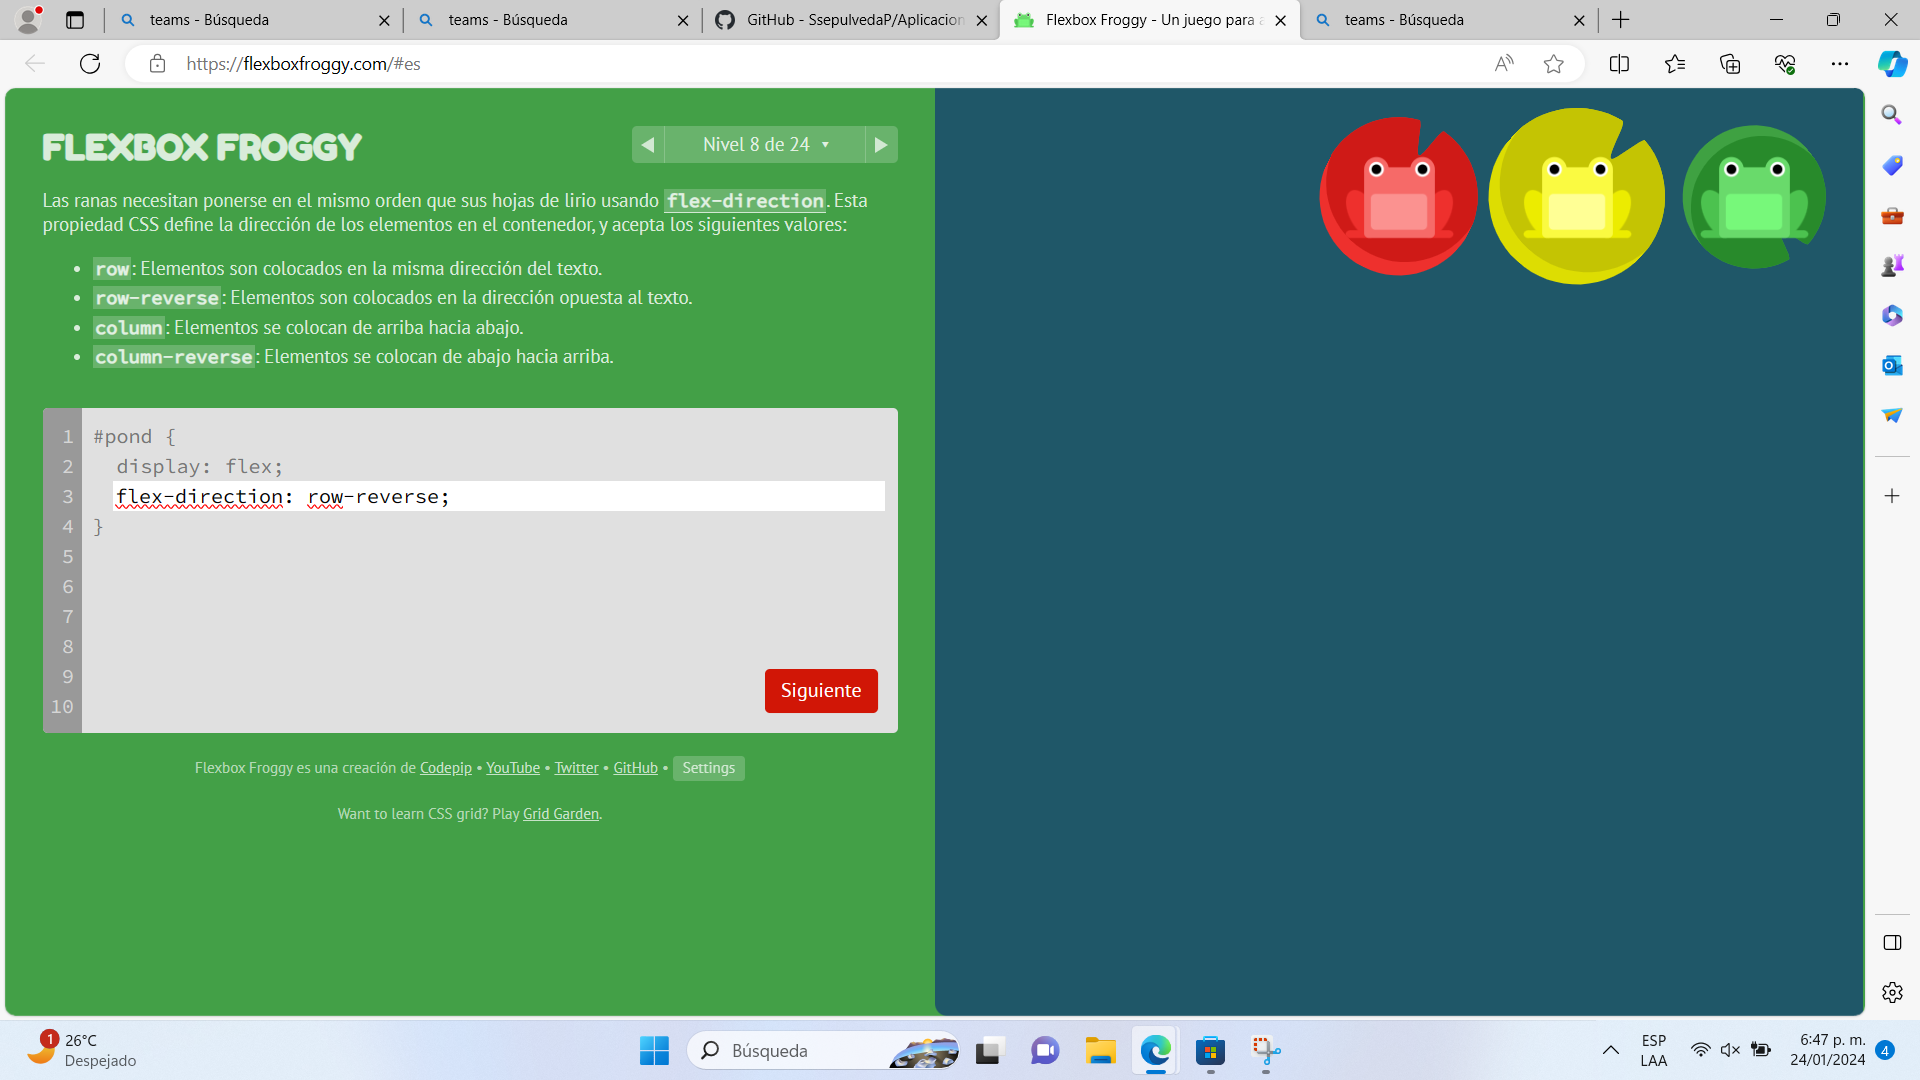 teams - Búsqueda
teams - Búsqueda
GitHub - SsepulvedaP/Aplicacion
Flexbox Froggy - Un juego para a
teams - Búsqueda
https://flexboxfroggy.com/#es
FLEXBOX FROGGY
Nivel 8 de 24
Las ranas necesitan ponerse en el mismo orden que sus hojas de lirio usando flex-direction. Esta
propiedad CSS define la dirección de los elementos en el contenedor, y acepta los siguientes valores:
• row: Elementos son colocados en la misma dirección del texto.
• row-reverse: Elementos son colocados en la dirección opuesta al texto.
• column: Elementos se colocan de arriba hacia abajo.
• column-reverse: Elementos se colocan de abajo hacia arriba.
1 #pond {
2 display: flex;
3 flex-direction: row-reverse;
4 }
5
6
7
8
9
10
Siguiente
Flexbox Froggy es una creación de Codepip • YouTube • Twitter • GitHub • Settings
Want to learn CSS grid? Play Grid Garden.
1
26°C
Despejado
Búsqueda
ESP
LAA
6:47 p. m.
24/01/2024
4